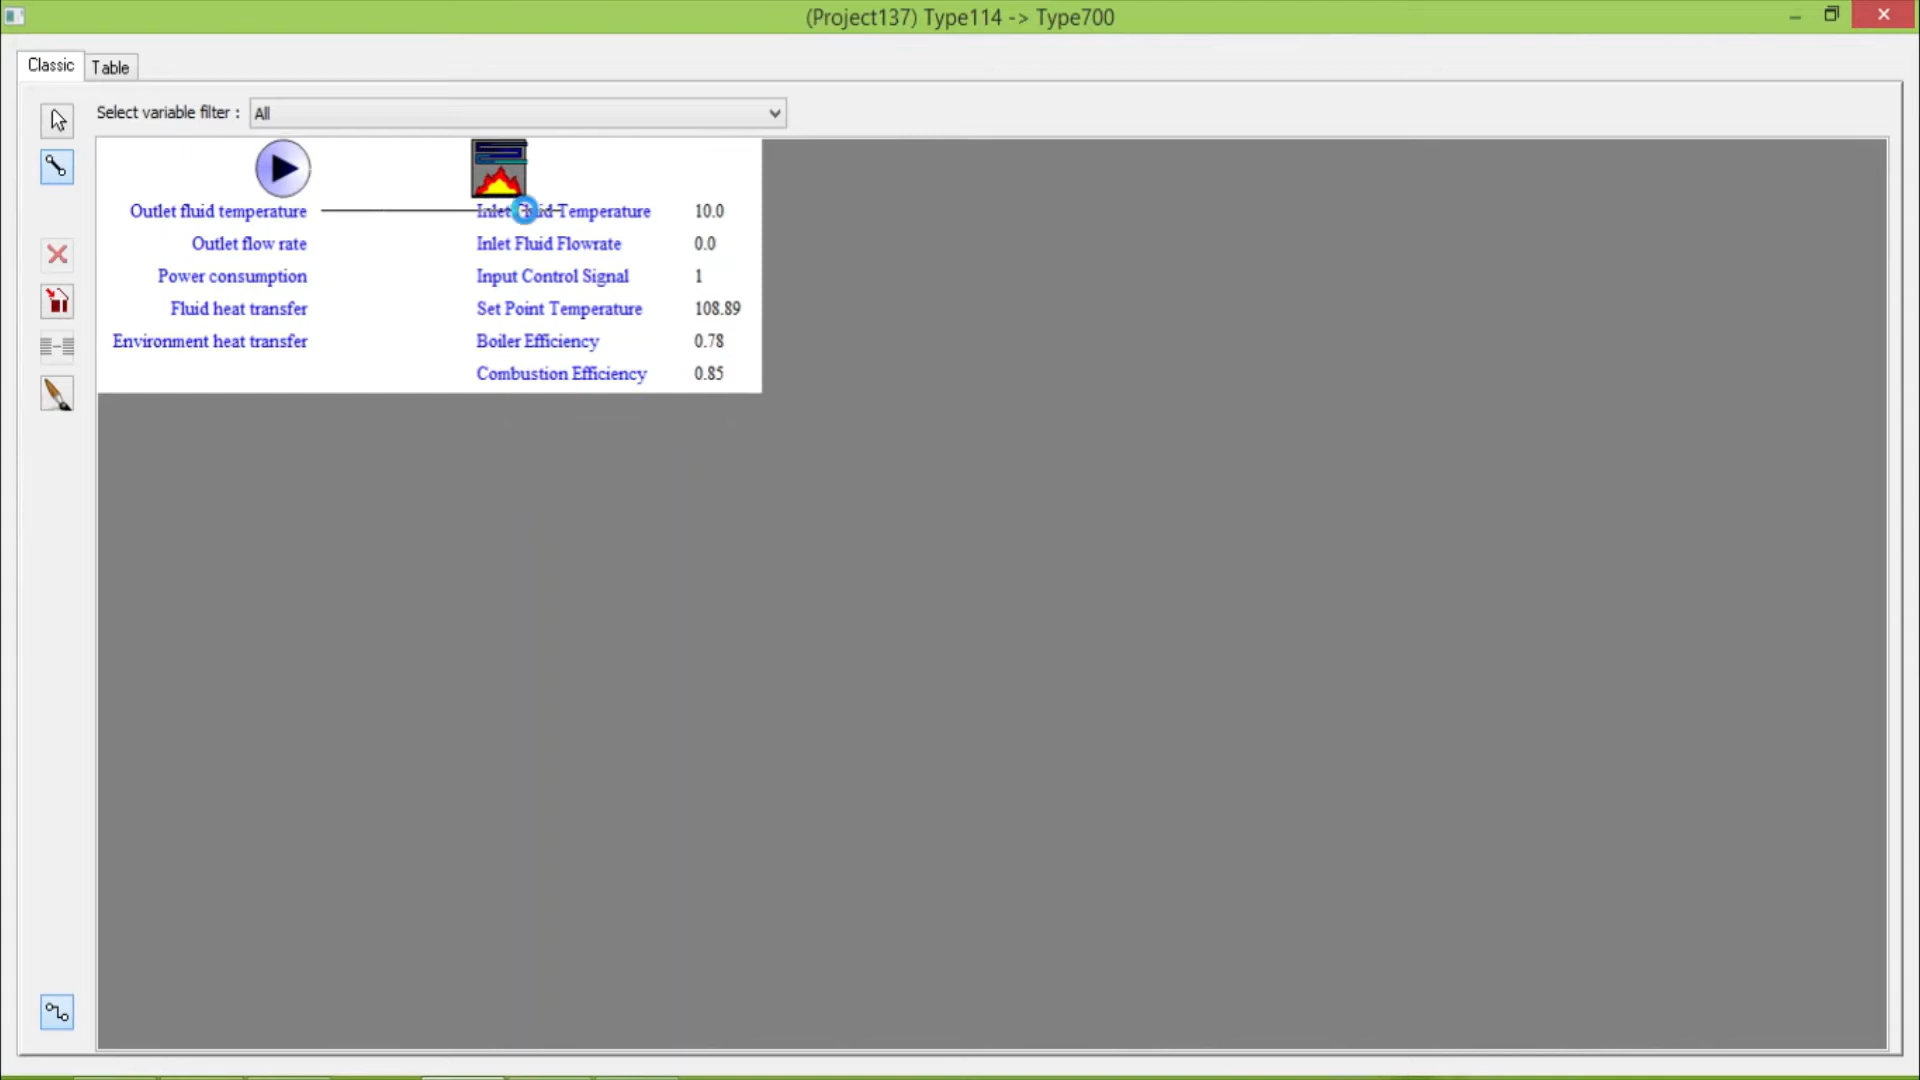 (Project137) Type114 -> Type700
Classic
Table
Select variable filter :
All
Outlet fluid temperature
Inlet Fluid Temperature
10.0
Outlet flow rate
Inlet Fluid Flowrate
0.0
Power consumption
Input Control Signal
1
Fluid heat transfer
Set Point Temperature
108.89
Environment heat transfer
Boiler Efficiency
0.78
Combustion Efficiency
0.85